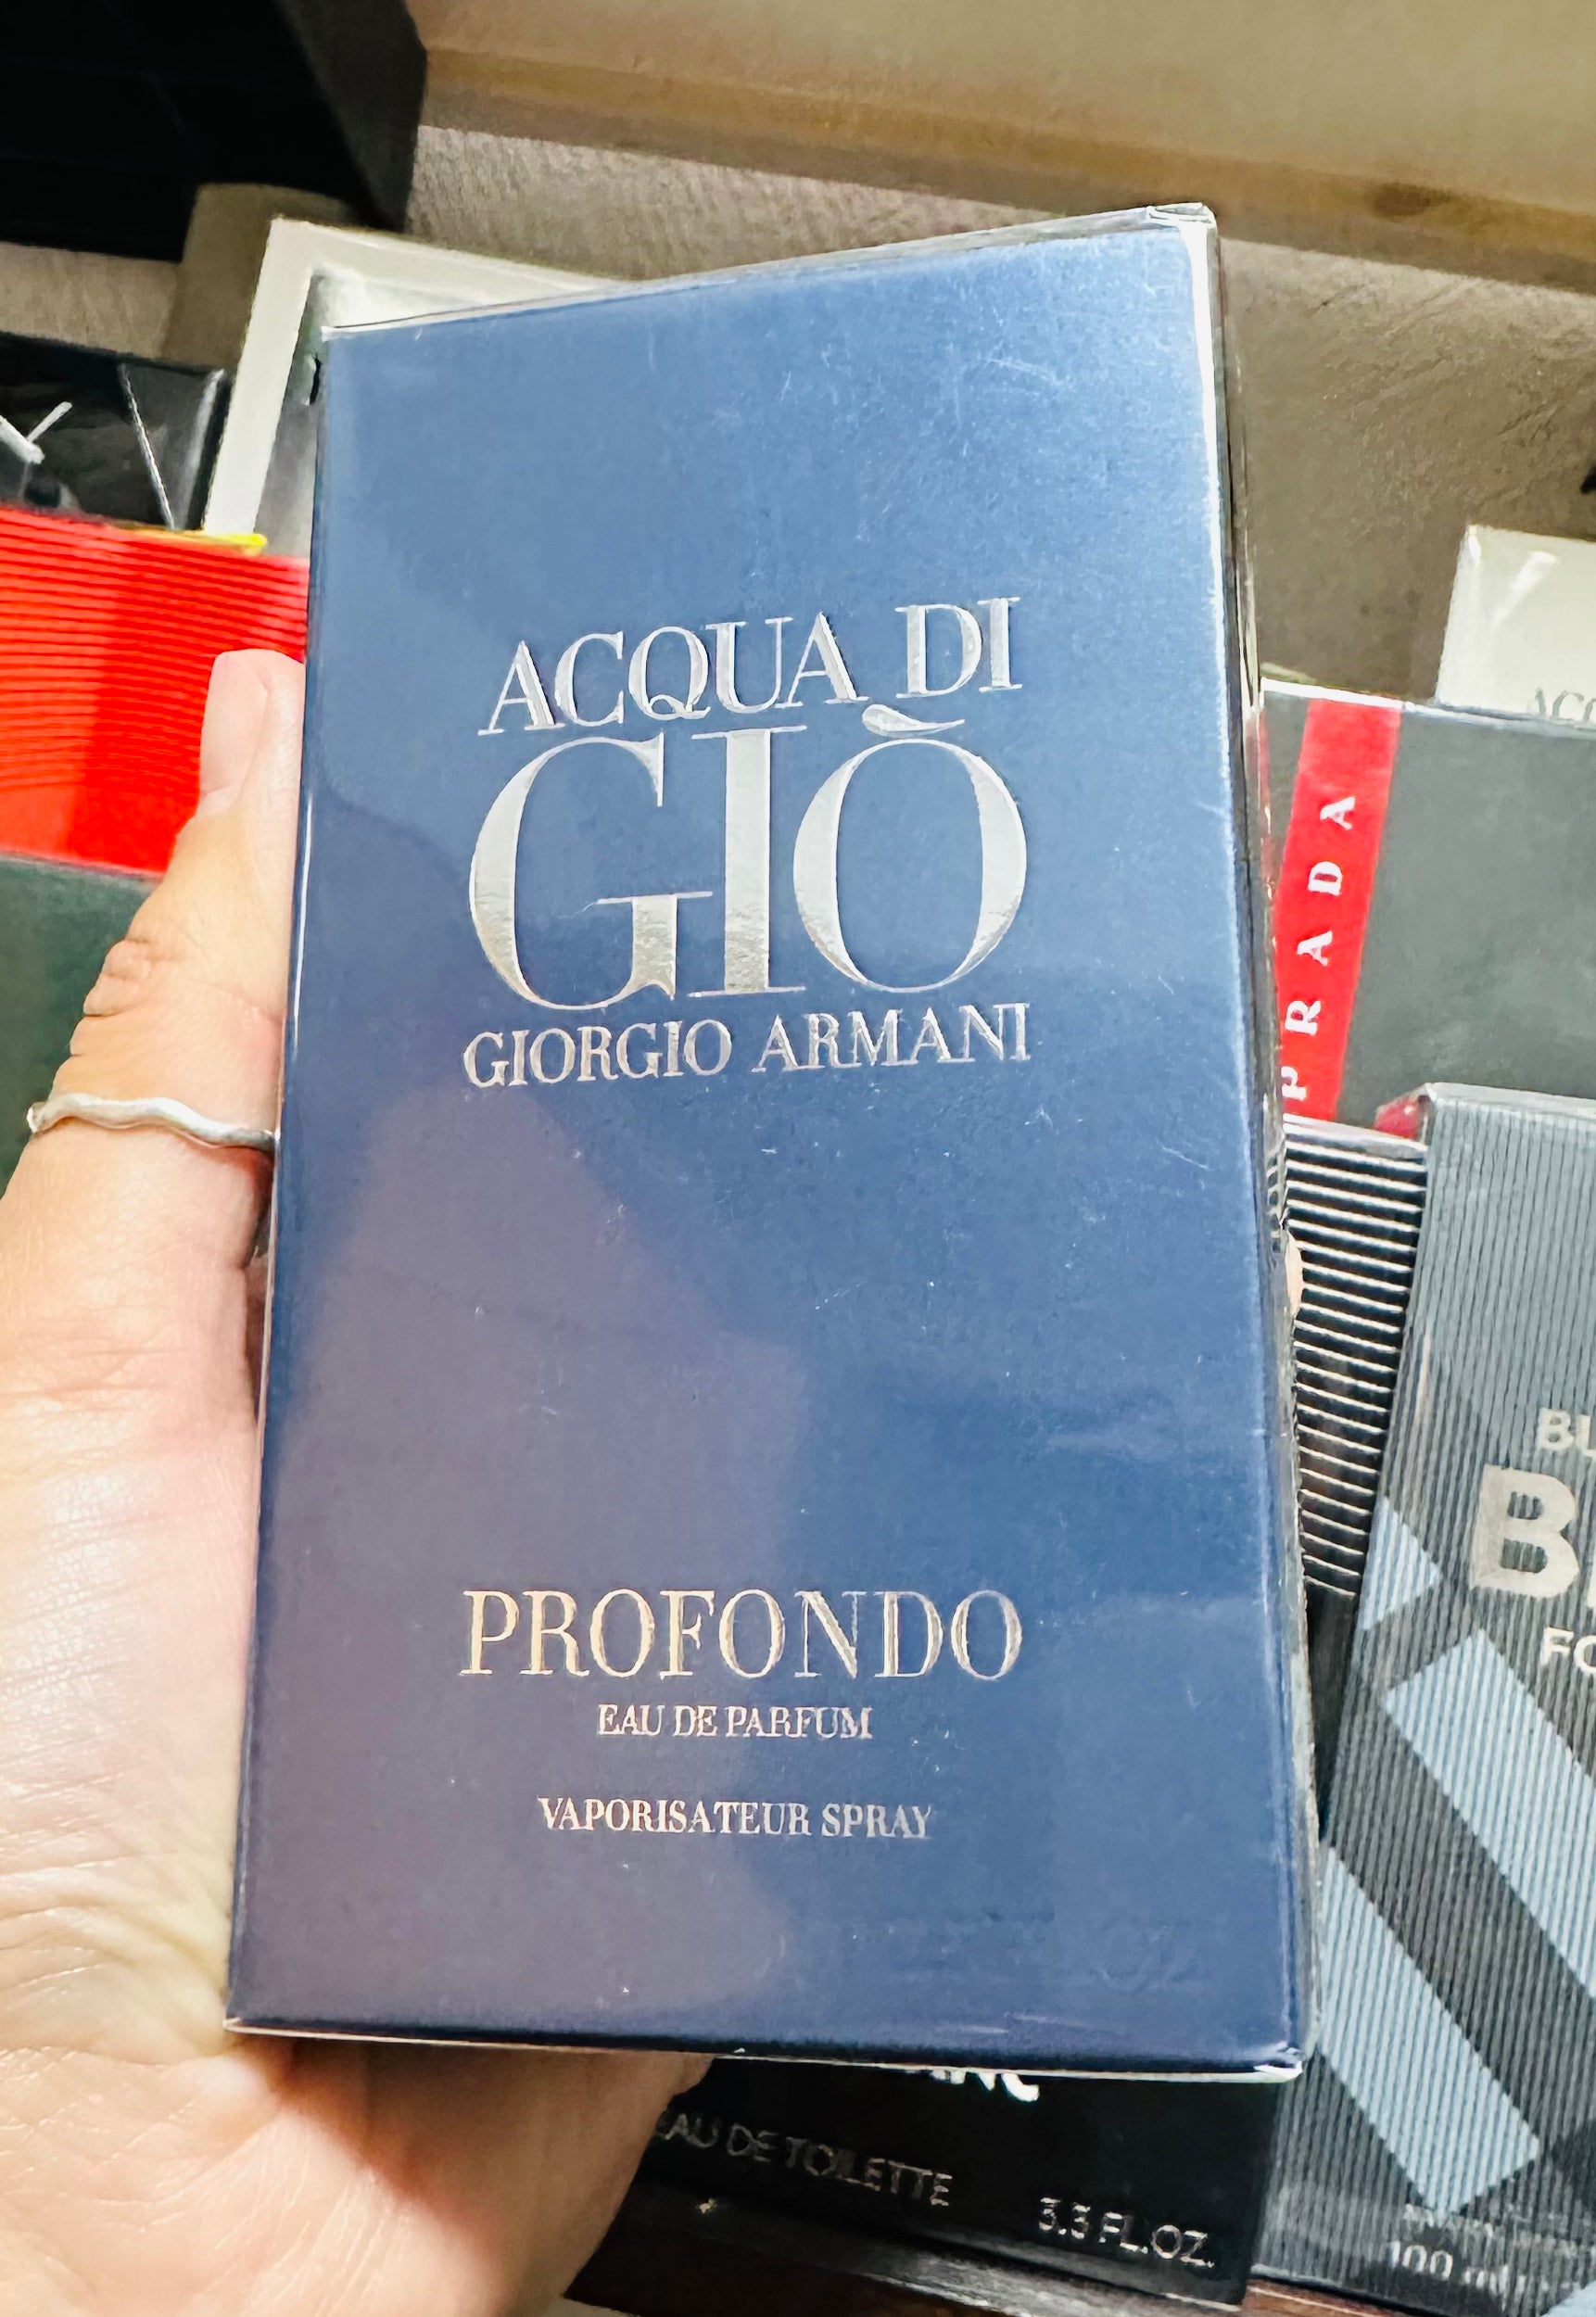 ACQUA DI
GIÒ
GIORGIO ARMANI
PROFONDO
EAU DE PARFUM
VAPORISATEUR SPRAY
PRADA
EAU DE TOILETTE
3.3 FL.OZ.
100